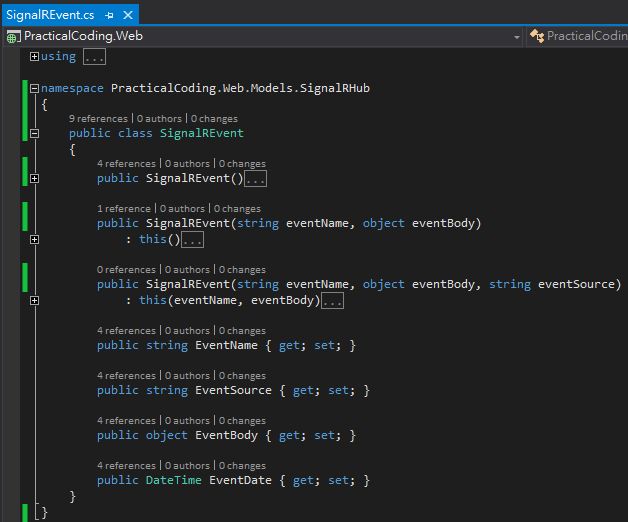 SignalREvent.cs
PracticalCoding.Web
PracticalCodin
using ...
namespace PracticalCoding.Web.Models.SignalRHub
{
9 references | 0 authors | 0 changes
public class SignalREvent
{
4 references | 0 authors | 0 changes
public SignalREvent()...
1 reference | 0 authors | 0 changes
public SignalREvent(string eventName, object eventBody)
: this()...
0 references | 0 authors | 0 changes
public SignalREvent(string eventName, object eventBody, string eventSource)
: this(eventName, eventBody)...
4 references | 0 authors | 0 changes
public string EventName { get; set; }
4 references | 0 authors | 0 changes
public string EventSource { get; set; }
4 references | 0 authors | 0 changes
public object EventBody { get; set; }
4 references | 0 authors | 0 changes
public DateTime EventDate { get; set; }
}
}